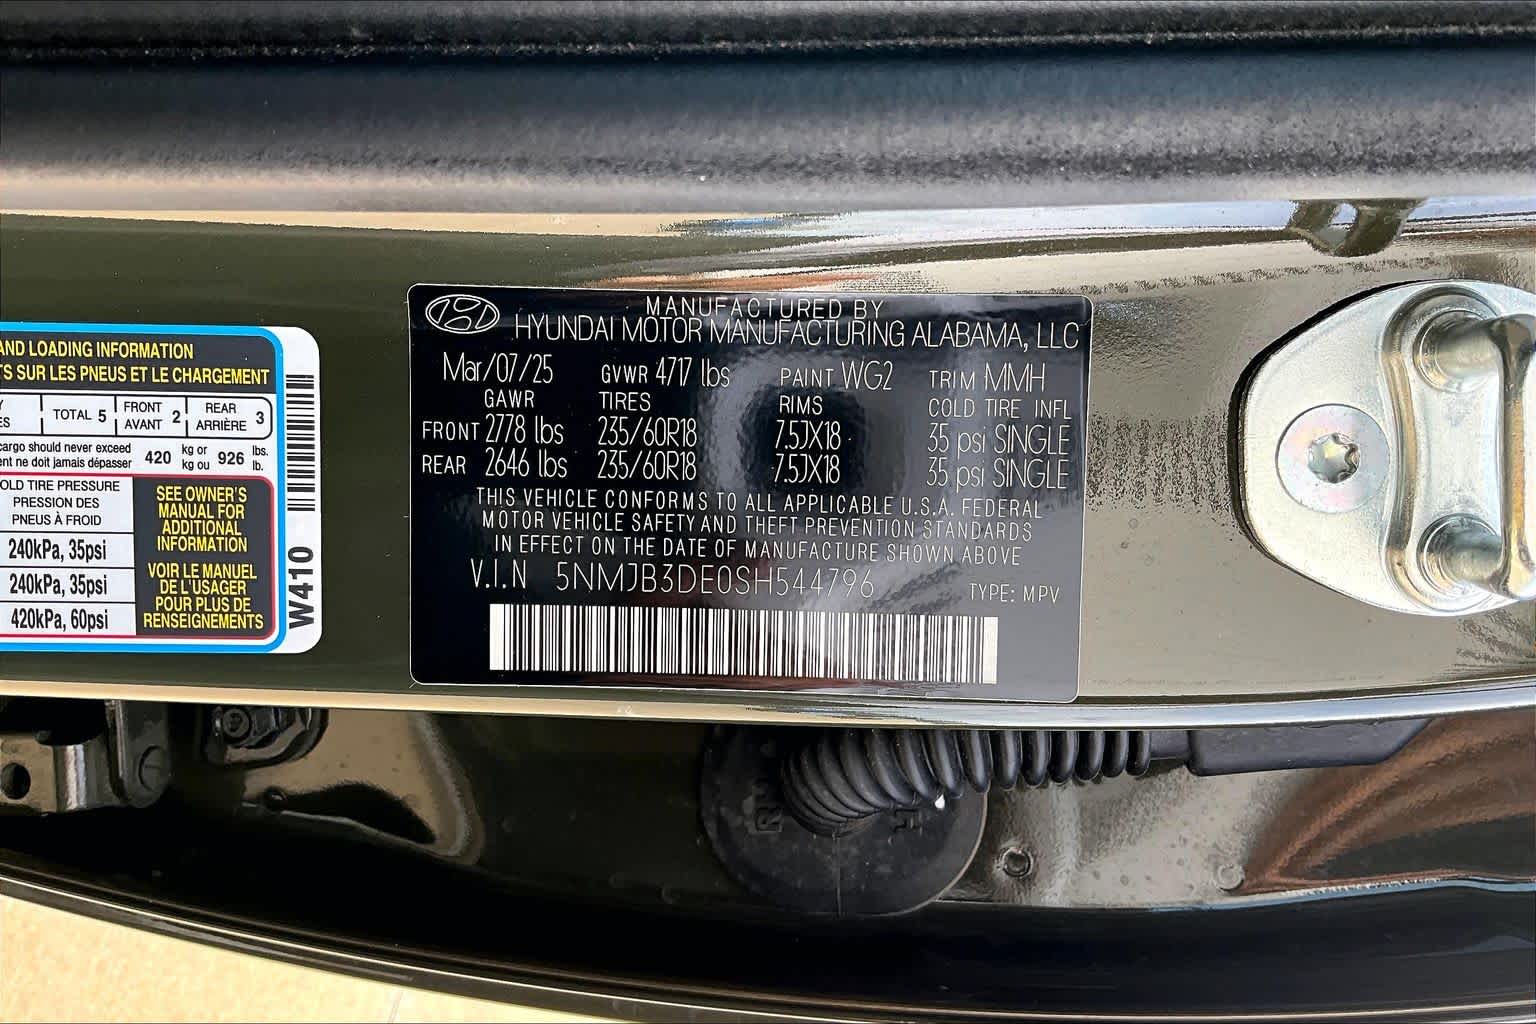 AND LOADING INFORMATION
TS SUR LES PNEUS ET LE CHARGEMENT
TOTAL 5
FRONT
AVANT 2
REAR
ARRIÈRE 3
cargo should never exceed
ent ne doit jamais dépasser
420 kg or
kg ou 926 lbs.
lb.
OLD TIRE PRESSURE
PRESSION DES
PNEUS À FROID
240kPa, 35psi
240kPa, 35psi
420kPa, 60psi
SEE OWNER'S
MANUAL FOR
ADDITIONAL
INFORMATION
VOIR LE MANUEL
DE L'USAGER
POUR PLUS DE
RENSEIGNEMENTS
W410
MANUFACTURED BY
HYUNDAI MOTOR MANUFACTURING ALABAMA, LLC
Mar/07/25 GVWR 4717 lbs PAINT WG2 TRIM MMH
GAWR TIRES RIMS COLD TIRE INFL
FRONT 2778 lbs 235/60R18 7.5JX18 35 psi SINGLE
REAR 2646 lbs 235/60R18 7.5JX18 35 psi SINGLE
THIS VEHICLE CONFORMS TO ALL APPLICABLE U.S.A. FEDERAL
MOTOR VEHICLE SAFETY AND THEFT PREVENTION STANDARDS
IN EFFECT ON THE DATE OF MANUFACTURE SHOWN ABOVE
V.I.N 5NMJB3DE0SH544796 TYPE: MPV